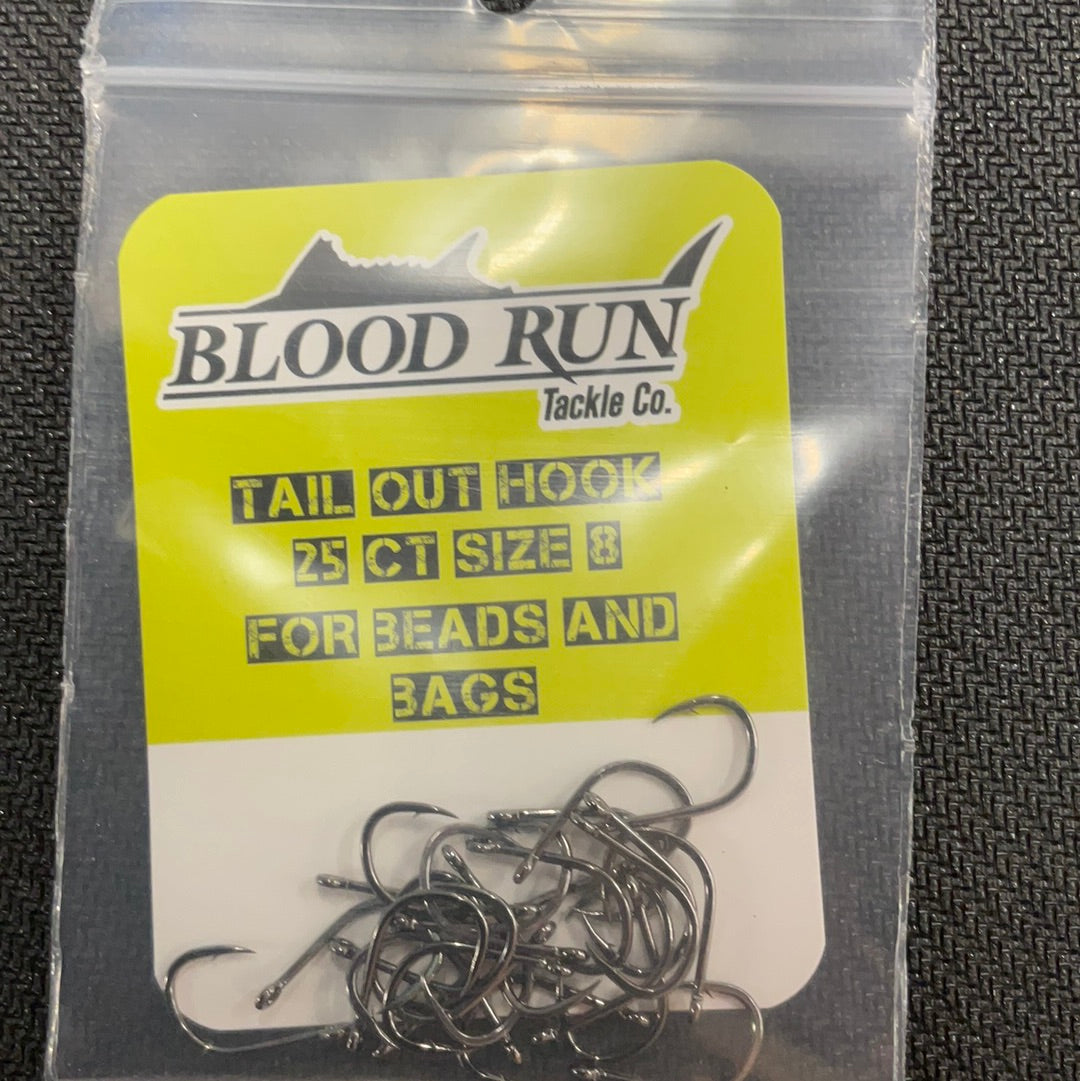 BLOOD RUN
Tackle Co.
TAIL OUT HOOK
25 CT SIZE 8
FOR BEADS AND
BAGS